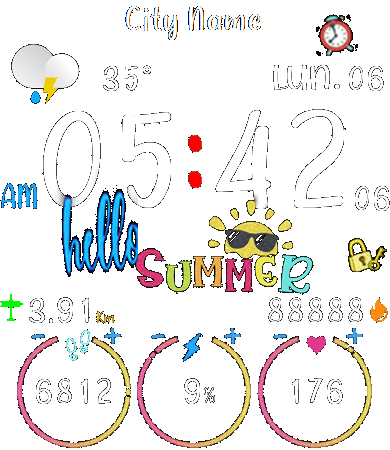 City Name
35° Lun. 06
AM 05:42 06
hello
SUMMER
3.91 Km 88888
- + - + - +
6812 9% 176